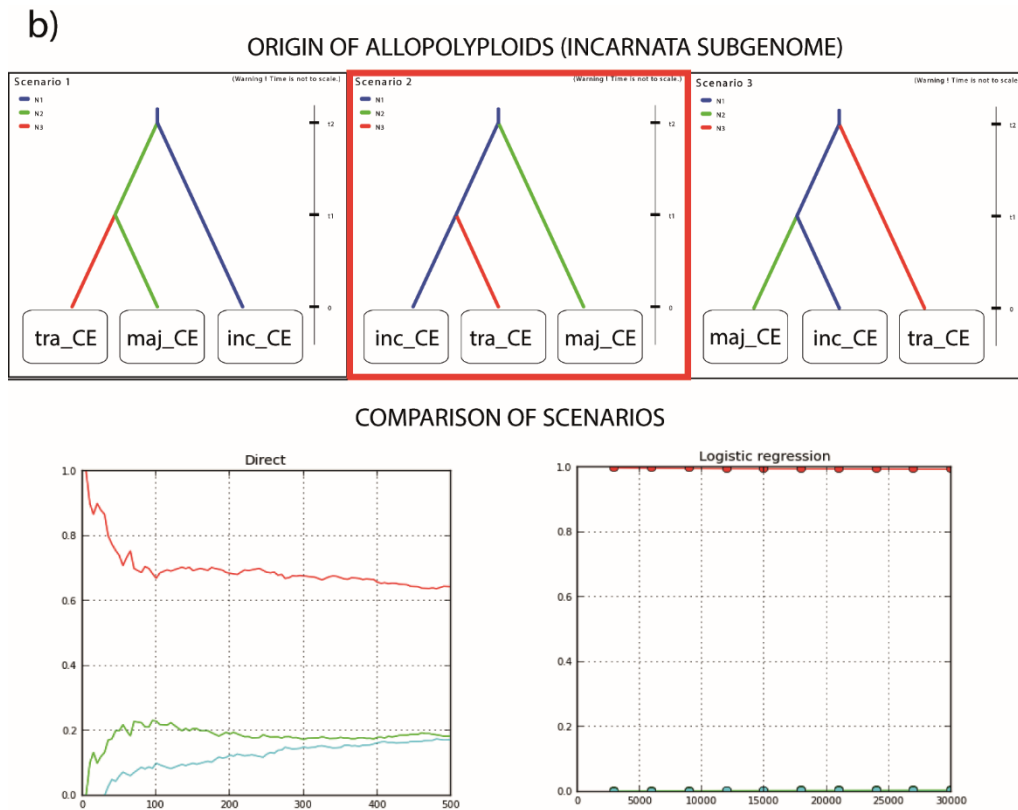 b)
ORIGIN OF ALLOPOLYPLOIDS (INCARNATA SUBGENOME)
Scenario 1
(Warning ! Time is not to scale.)
N1
N2
N3
t2
t1
0
tra_CE
maj_CE
inc_CE
Scenario 2
(Warning ! Time is not to scale.)
N1
N2
N3
t2
t1
0
inc_CE
tra_CE
maj_CE
Scenario 3
(Warning ! Time is not to scale.)
N1
N2
N3
t2
t1
0
maj_CE
inc_CE
tra_CE
COMPARISON OF SCENARIOS
Direct
1.0
0.8
0.6
0.4
0.2
0.0
100
200
300
400
500
Logistic regression
1.0
0.8
0.6
0.4
0.2
0.0
0
5000
10000
15000
20000
25000
30000